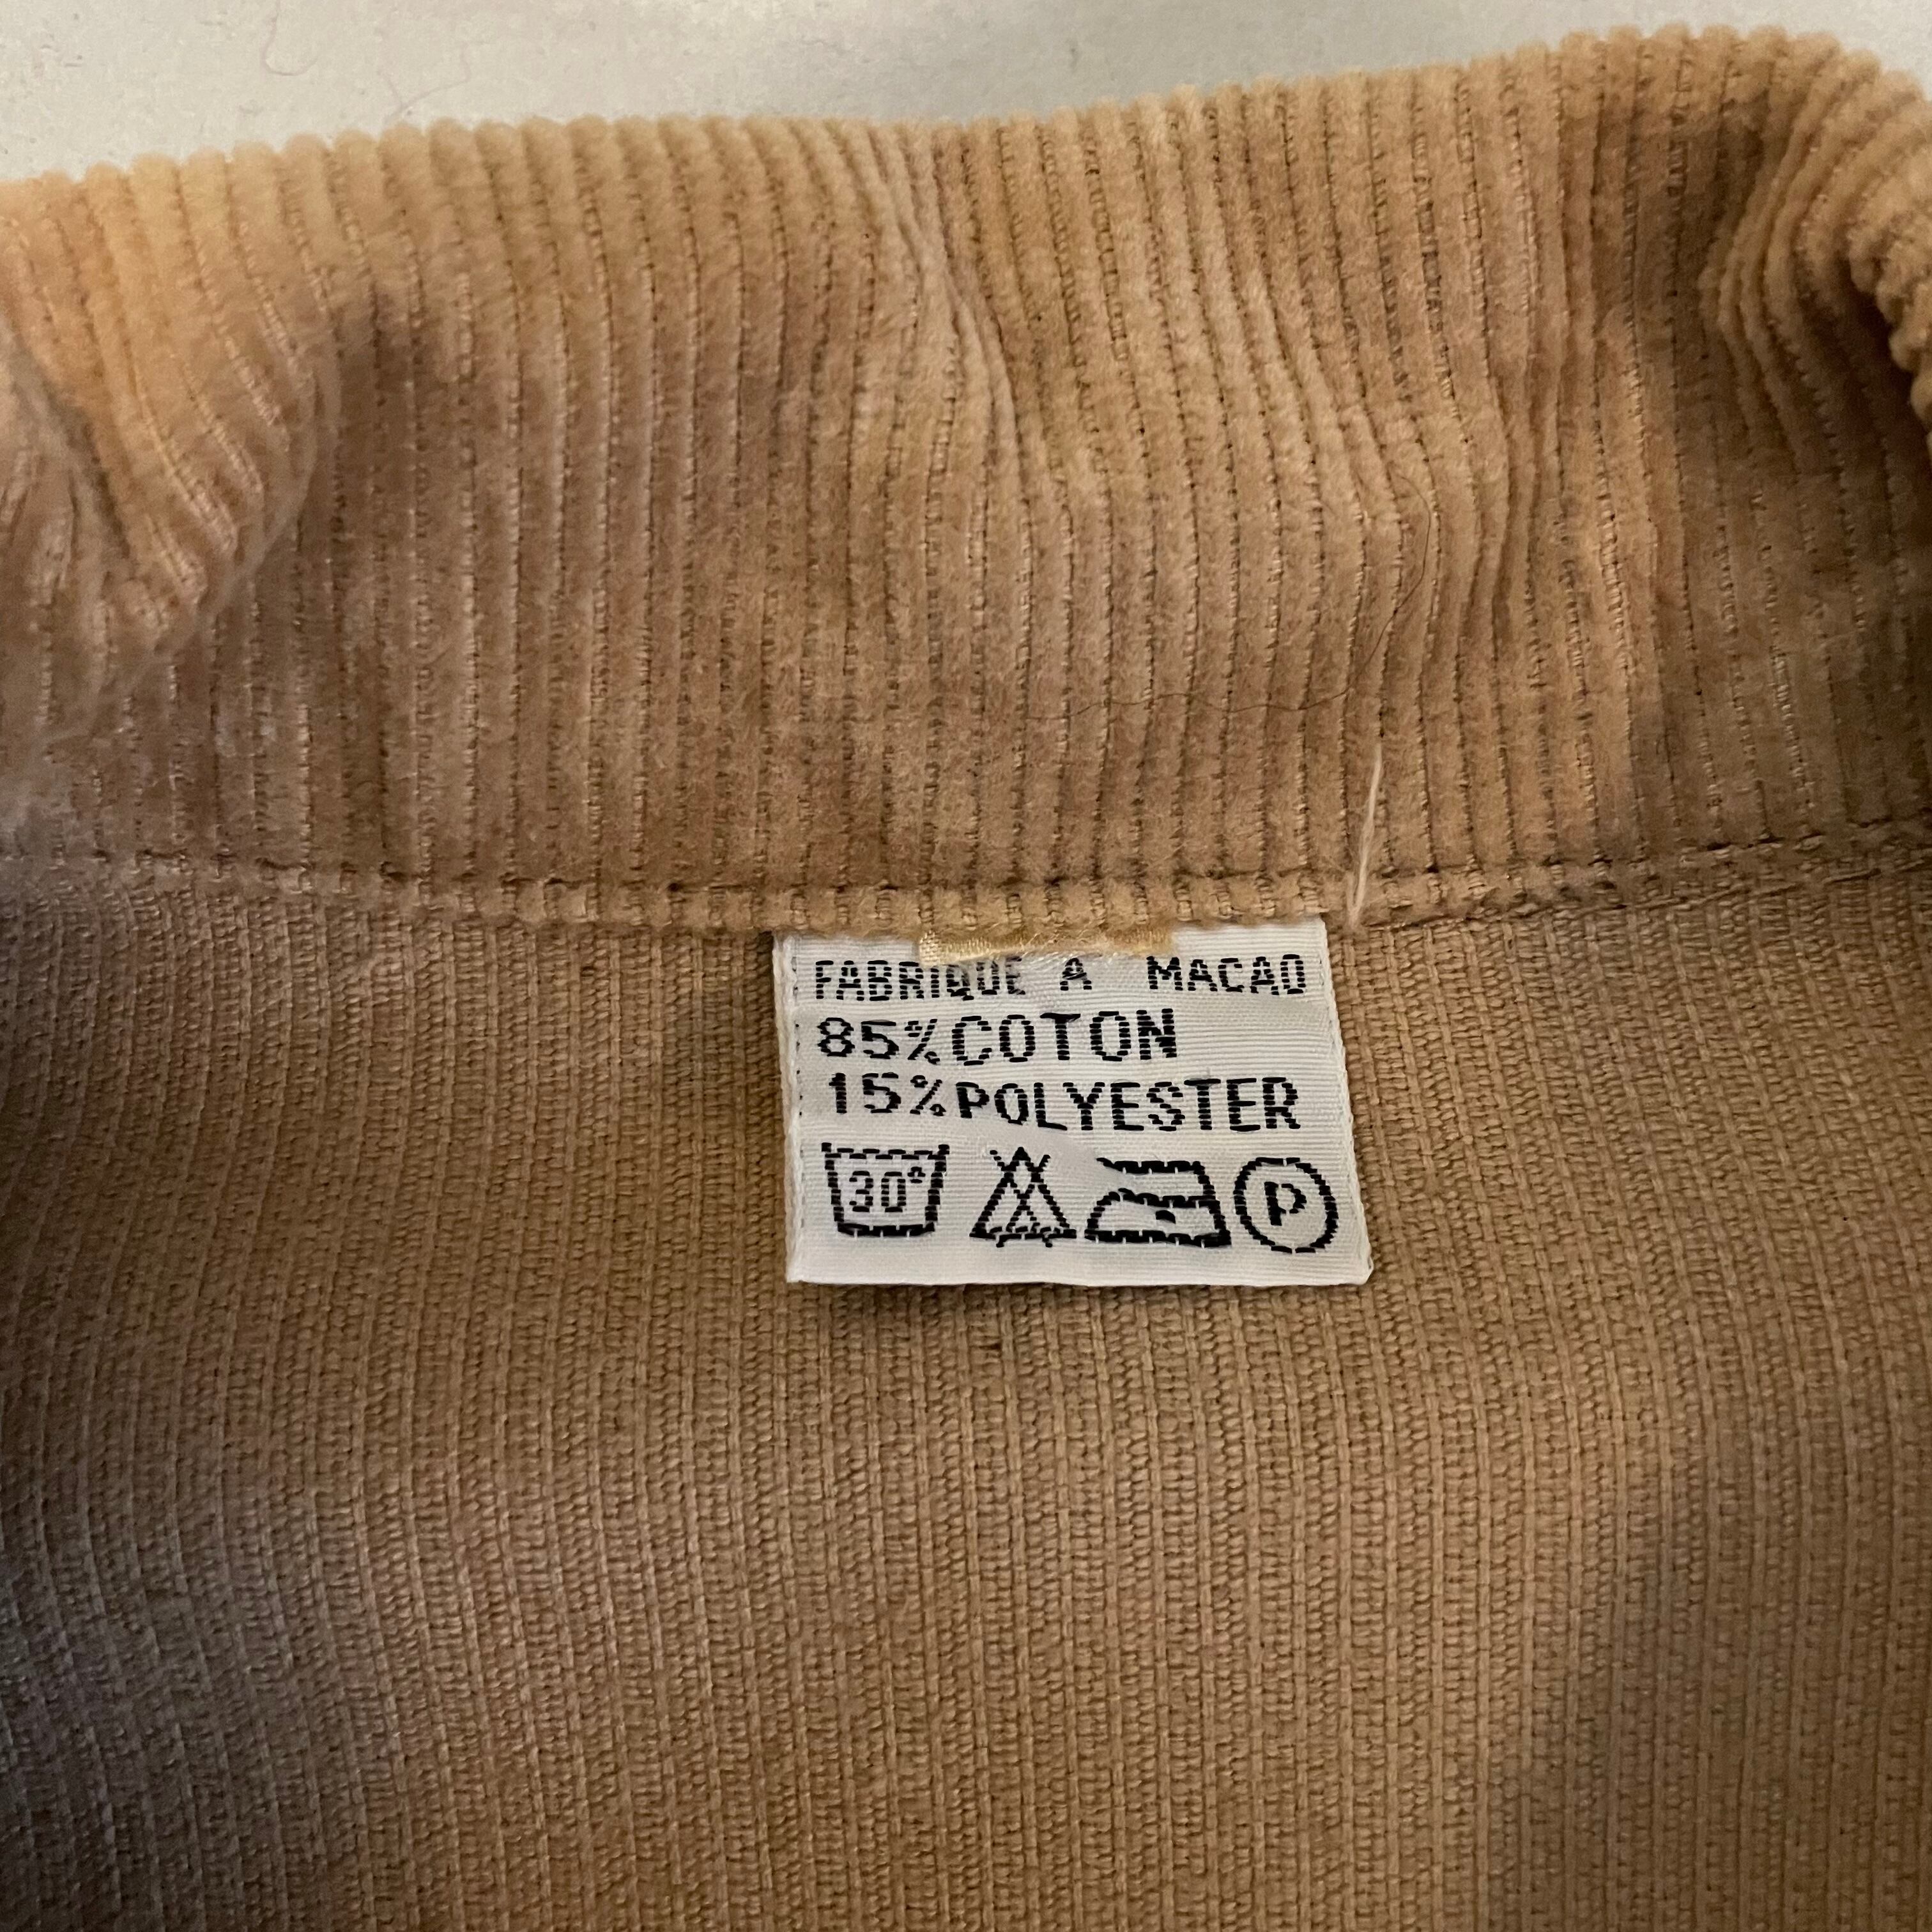 FABRIQUE A MACAO
85% COTON
15% POLYESTER
30° P